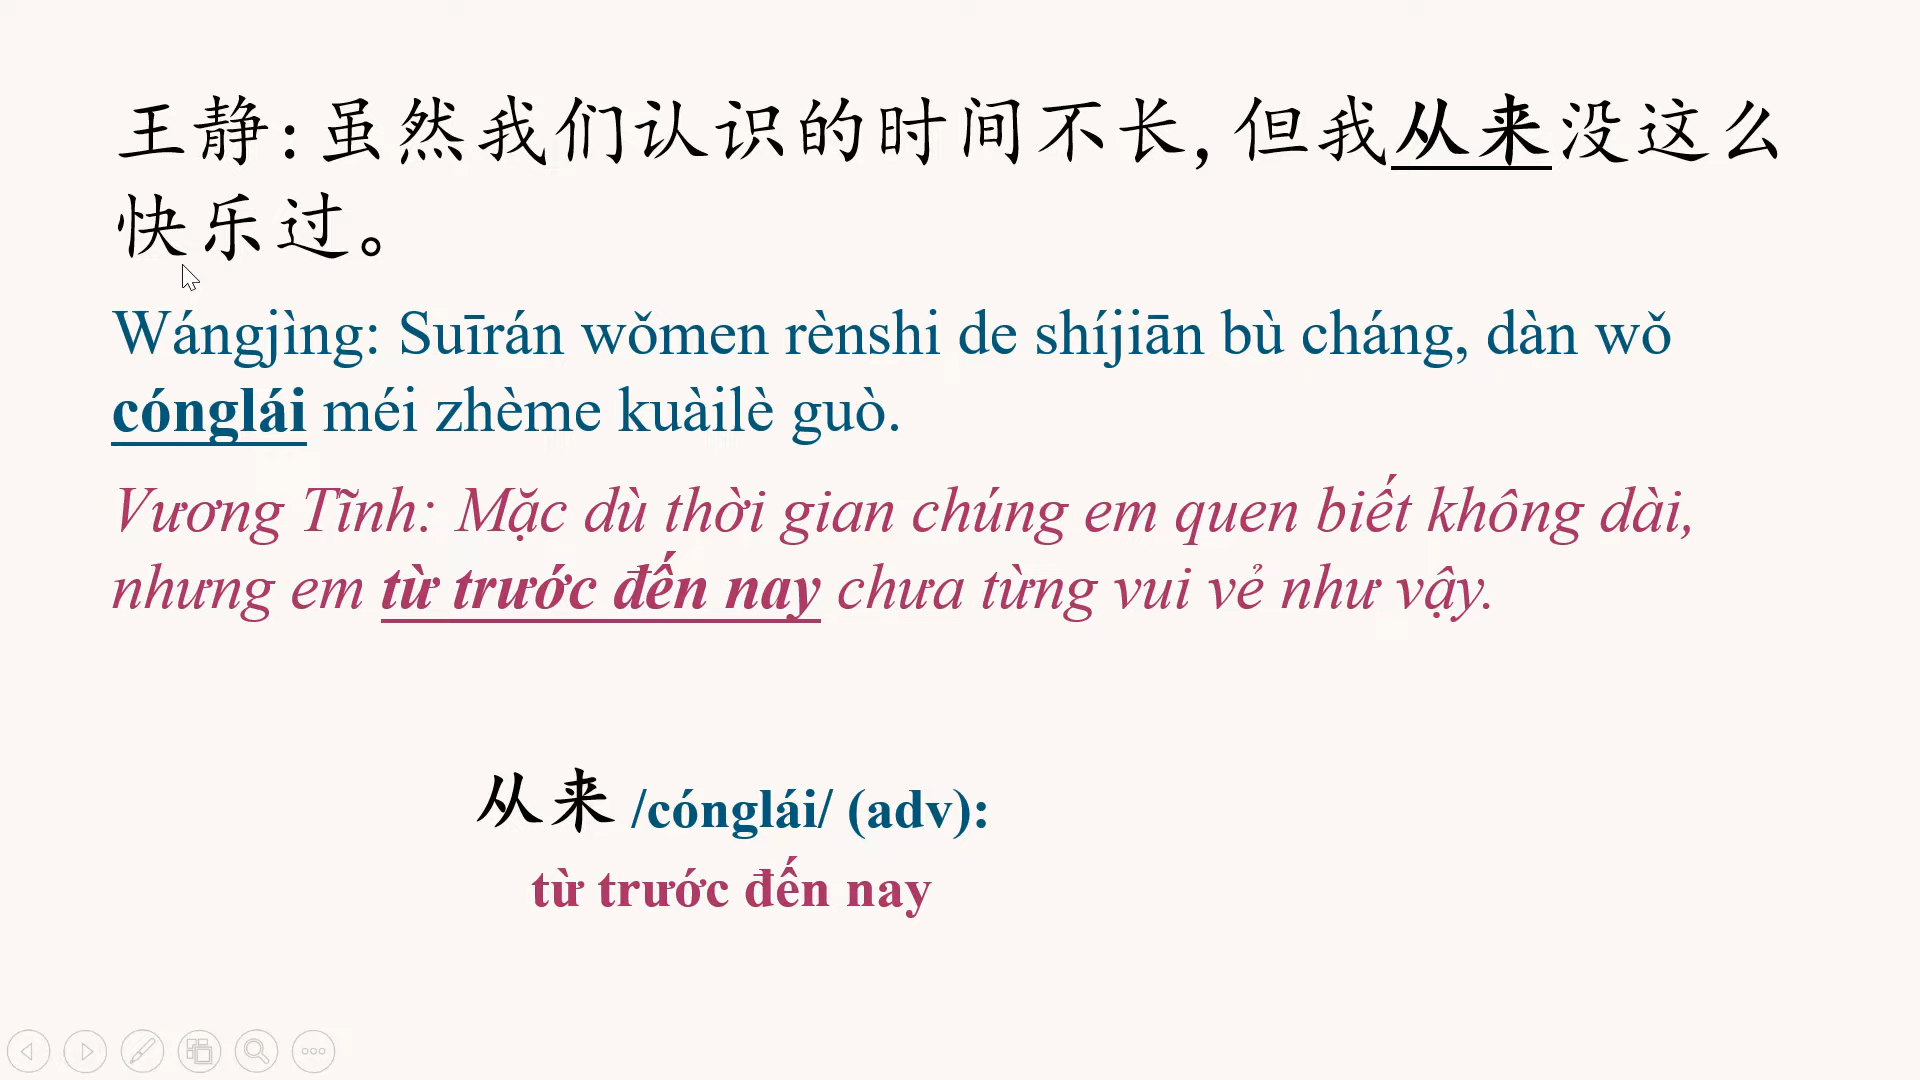 王静:虽然我们认识的时间不长,但我从来没这么
快乐过。
Wángjìng: Suīrán wǒmen rènshi de shíjiān bù cháng, dàn wǒ
cónglái méi zhème kuàilè guò.
Vương Tĩnh: Mặc dù thời gian chúng em quen biết không dài,
nhưng em từ trước đến nay chưa từng vui vẻ như vậy.
从来 /cónglái/ (adv):
từ trước đến nay